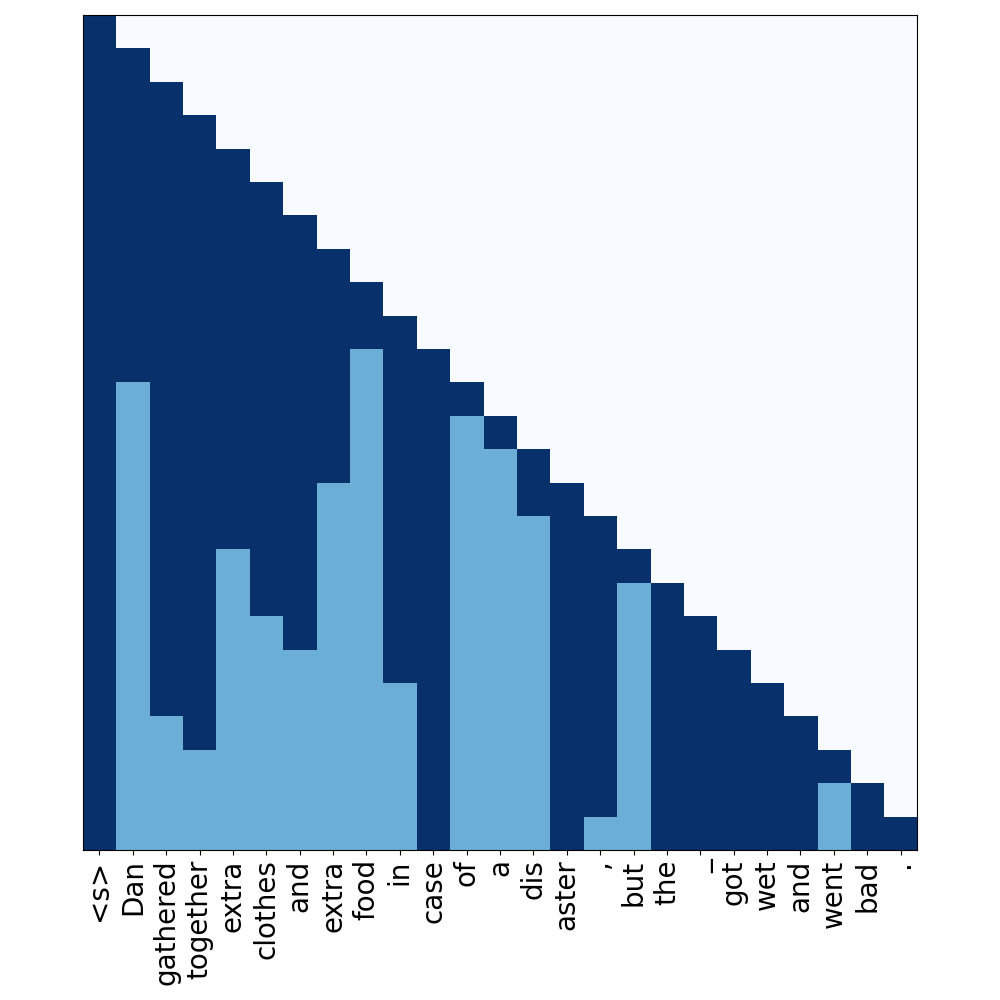 <s> Dan gathered together extra clothes and extra food in case of a dis aster , but the _ got wet and went bad .